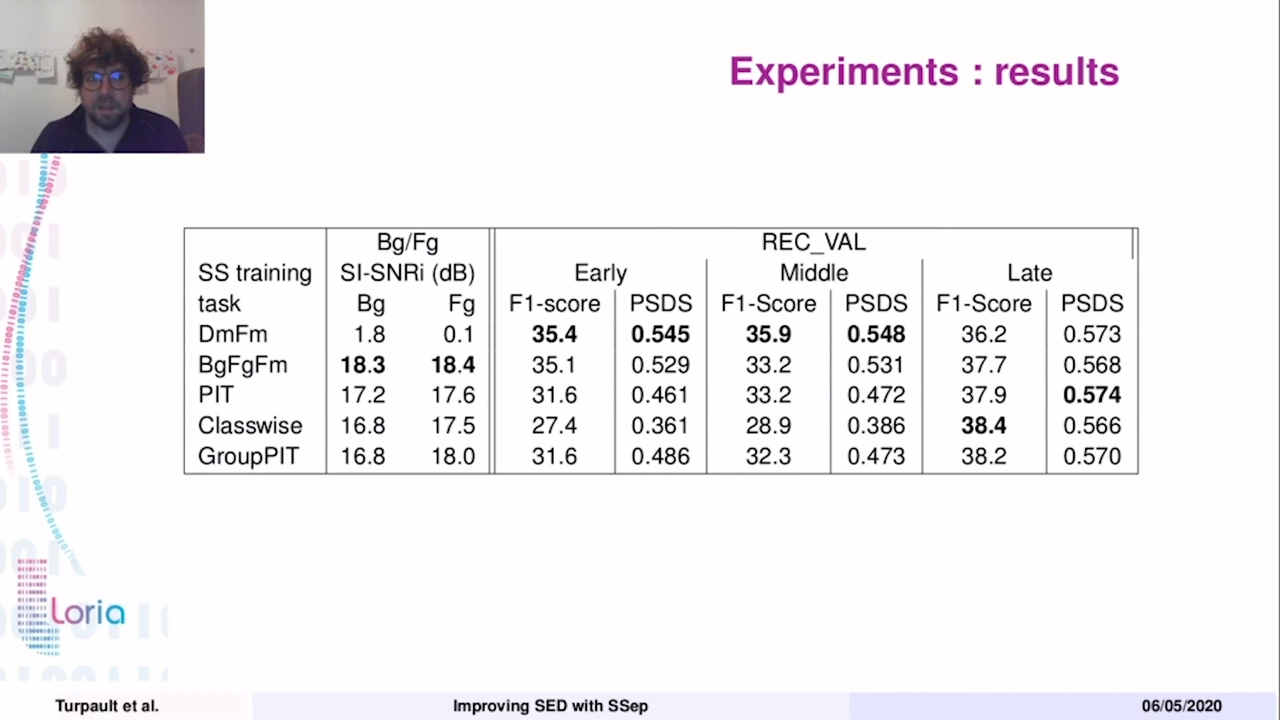 Experiments : results
Bg/Fg REC_VAL
SS training SI-SNRi (dB) Early Middle Late
task Bg Fg F1-score PSDS F1-Score PSDS F1-Score PSDS
DmFm 1.8 0.1 35.4 0.545 35.9 0.548 36.2 0.573
BgFgFm 18.3 18.4 35.1 0.529 33.2 0.531 37.7 0.568
PIT 17.2 17.6 31.6 0.461 33.2 0.472 37.9 0.574
Classwise 16.8 17.5 27.4 0.361 28.9 0.386 38.4 0.566
GroupPIT 16.8 18.0 31.6 0.486 32.3 0.473 38.2 0.570
Loria
Turpault et al. Improving SED with SSep 06/05/2020